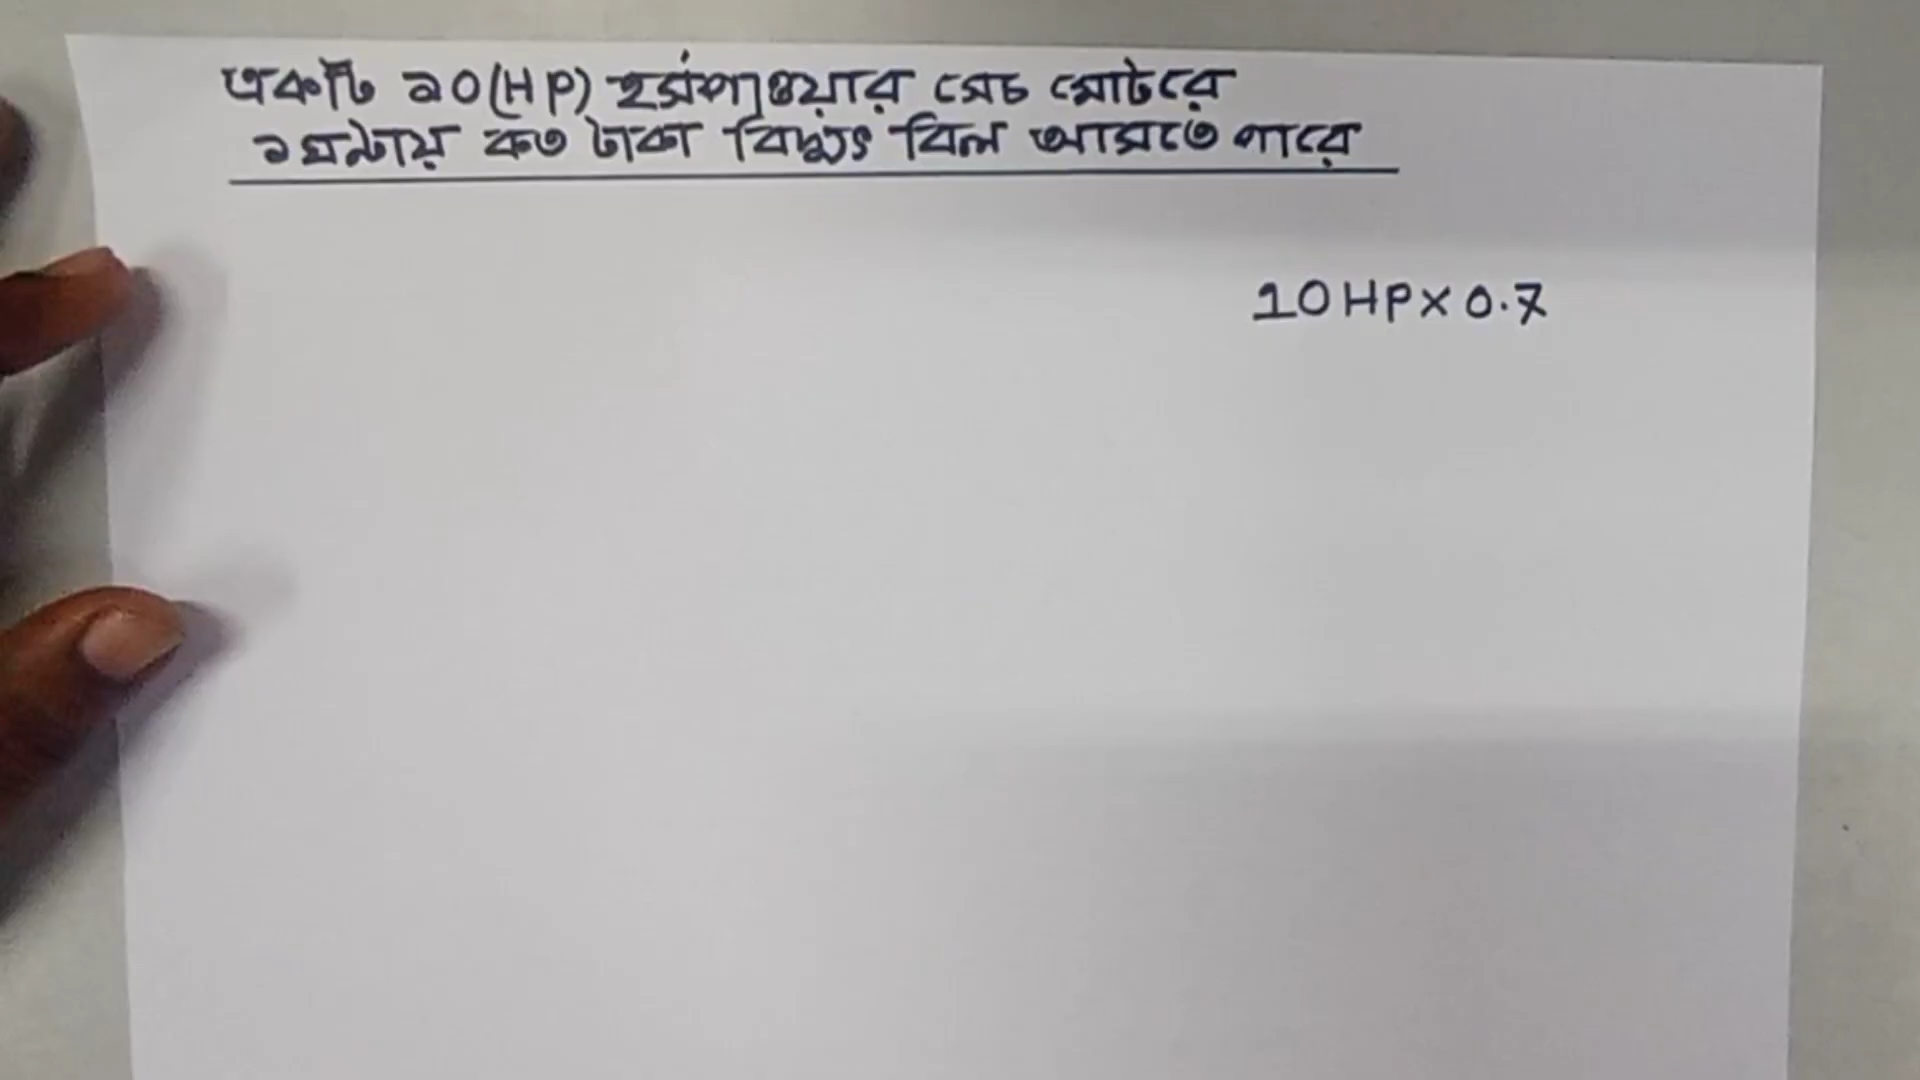 একটি ১০(HP) হর্সপাওয়ার সেচ মোটরে
১ঘন্টায় কত টাকা বিদ্যুৎ বিল আসতে পারে
10HP×0.7